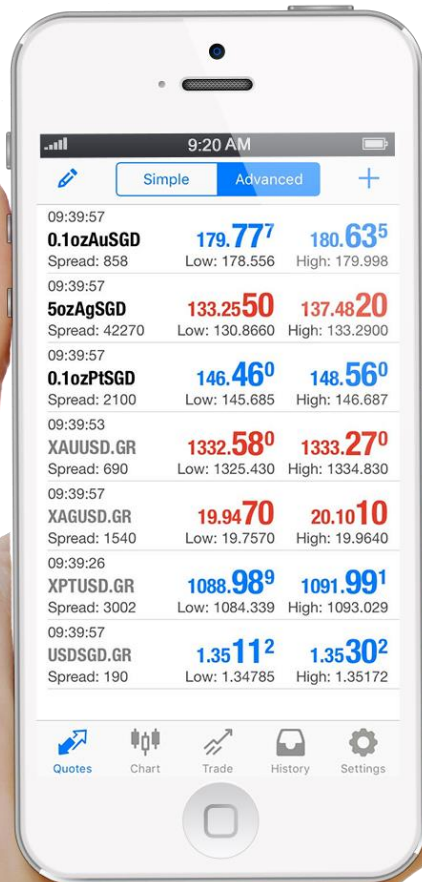 9:20 AM
Simple Advanced
09:39:57
0.1ozAuSGD 179.777 180.635
Spread: 858 Low: 178.556 High: 179.998
09:39:57
5ozAgSGD 133.2550 137.4820
Spread: 42270 Low: 130.8660 High: 133.2900
09:39:57
0.1ozPtSGD 146.460 148.560
Spread: 2100 Low: 145.685 High: 146.687
09:39:53
XAUUSD.GR 1332.580 1333.270
Spread: 690 Low: 1325.430 High: 1334.830
09:39:57
XAGUSD.GR 19.9470 20.1010
Spread: 1540 Low: 19.7570 High: 19.9640
09:39:26
XPTUSD.GR 1088.989 1091.991
Spread: 3002 Low: 1084.339 High: 1093.029
09:39:57
USDSGD.GR 1.35112 1.35302
Spread: 190 Low: 1.34785 High: 1.35172
Quotes Chart Trade History Settings